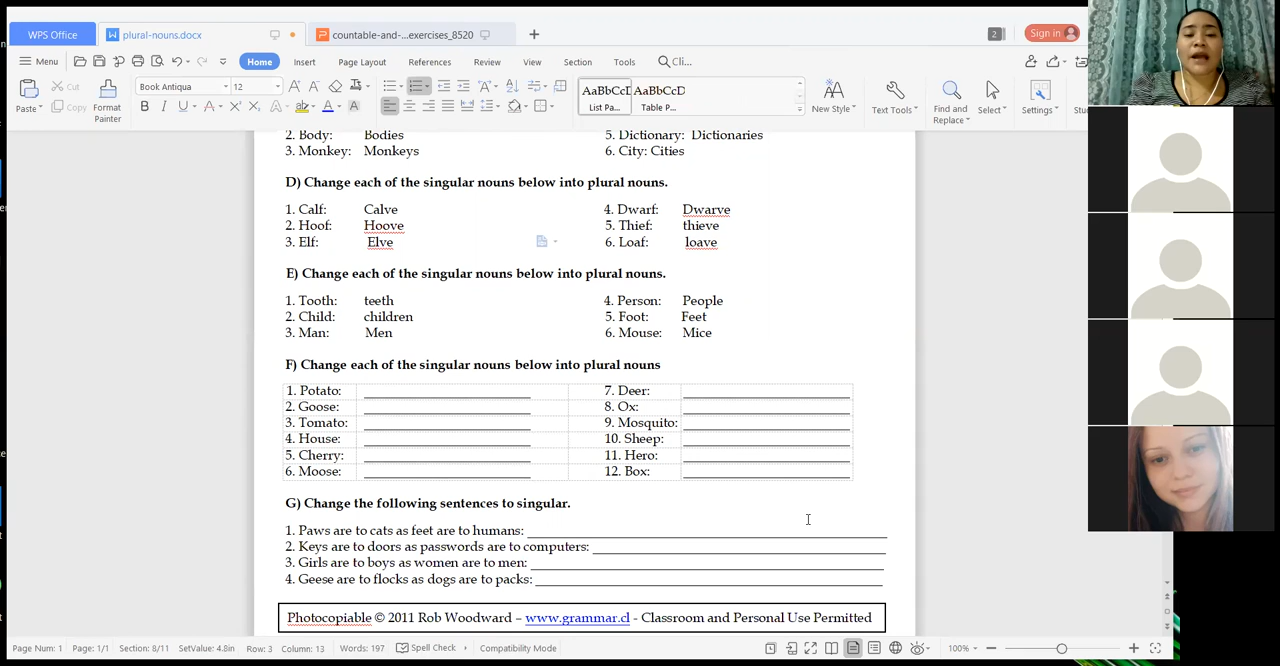 WPS Office plural-nouns.docx countable-and-...exercises_8520 2 Sign in
Menu Home Insert Page Layout References Review View Section Tools Cli...
Paste Cut Copy Format Painter Book Antiqua 12 AaBbCcD List Pa... AaBbCcD Table P... New Style Text Tools Find and Replace Select Settings
2. Body: Bodies 5. Dictionary: Dictionaries
3. Monkey: Monkeys 6. City: Cities
D) Change each of the singular nouns below into plural nouns.
1. Calf: Calve 4. Dwarf: Dwarve
2. Hoof: Hoove 5. Thief: thieve
3. Elf: Elve 6. Loaf: loave
E) Change each of the singular nouns below into plural nouns.
1. Tooth: teeth 4. Person: People
2. Child: children 5. Foot: Feet
3. Man: Men 6. Mouse: Mice
F) Change each of the singular nouns below into plural nouns
1. Potato: 7. Deer:
2. Goose: 8. Ox:
3. Tomato: 9. Mosquito:
4. House: 10. Sheep:
5. Cherry: 11. Hero:
6. Moose: 12. Box:
G) Change the following sentences to singular.
1. Paws are to cats as feet are to humans:
2. Keys are to doors as passwords are to computers:
3. Girls are to boys as women are to men:
4. Geese are to flocks as dogs are to packs:
Photocopiable © 2011 Rob Woodward – www.grammar.cl - Classroom and Personal Use Permitted
Page Num: 1 Page: 1/1 Section: 8/11 SetValue: 4.8in Row: 3 Column: 13 Words: 197 Spell Check Compatibility Mode 100%